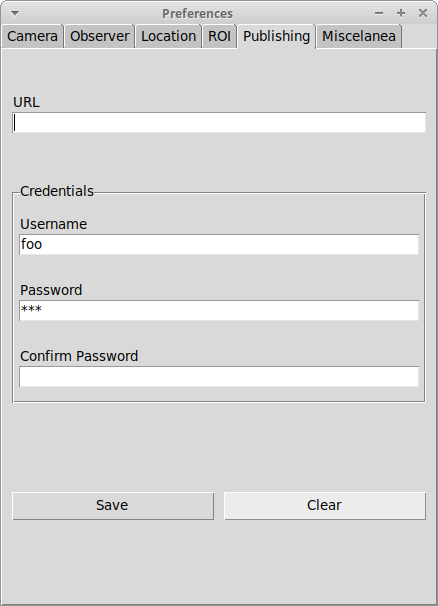 Preferences
Camera Observer Location ROI Publishing Miscelanea
URL
Credentials
Username
foo
Password
***
Confirm Password
Save Clear